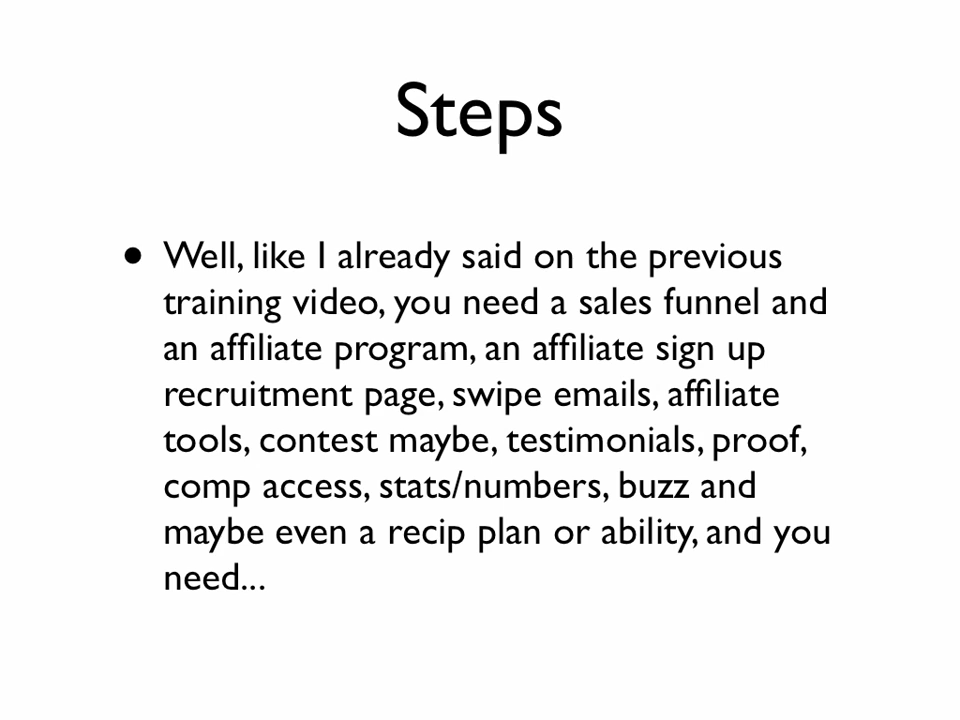 Steps
• Well, like I already said on the previous
training video, you need a sales funnel and
an affiliate program, an affiliate sign up
recruitment page, swipe emails, affiliate
tools, contest maybe, testimonials, proof,
comp access, stats/numbers, buzz and
maybe even a recip plan or ability, and you
need...